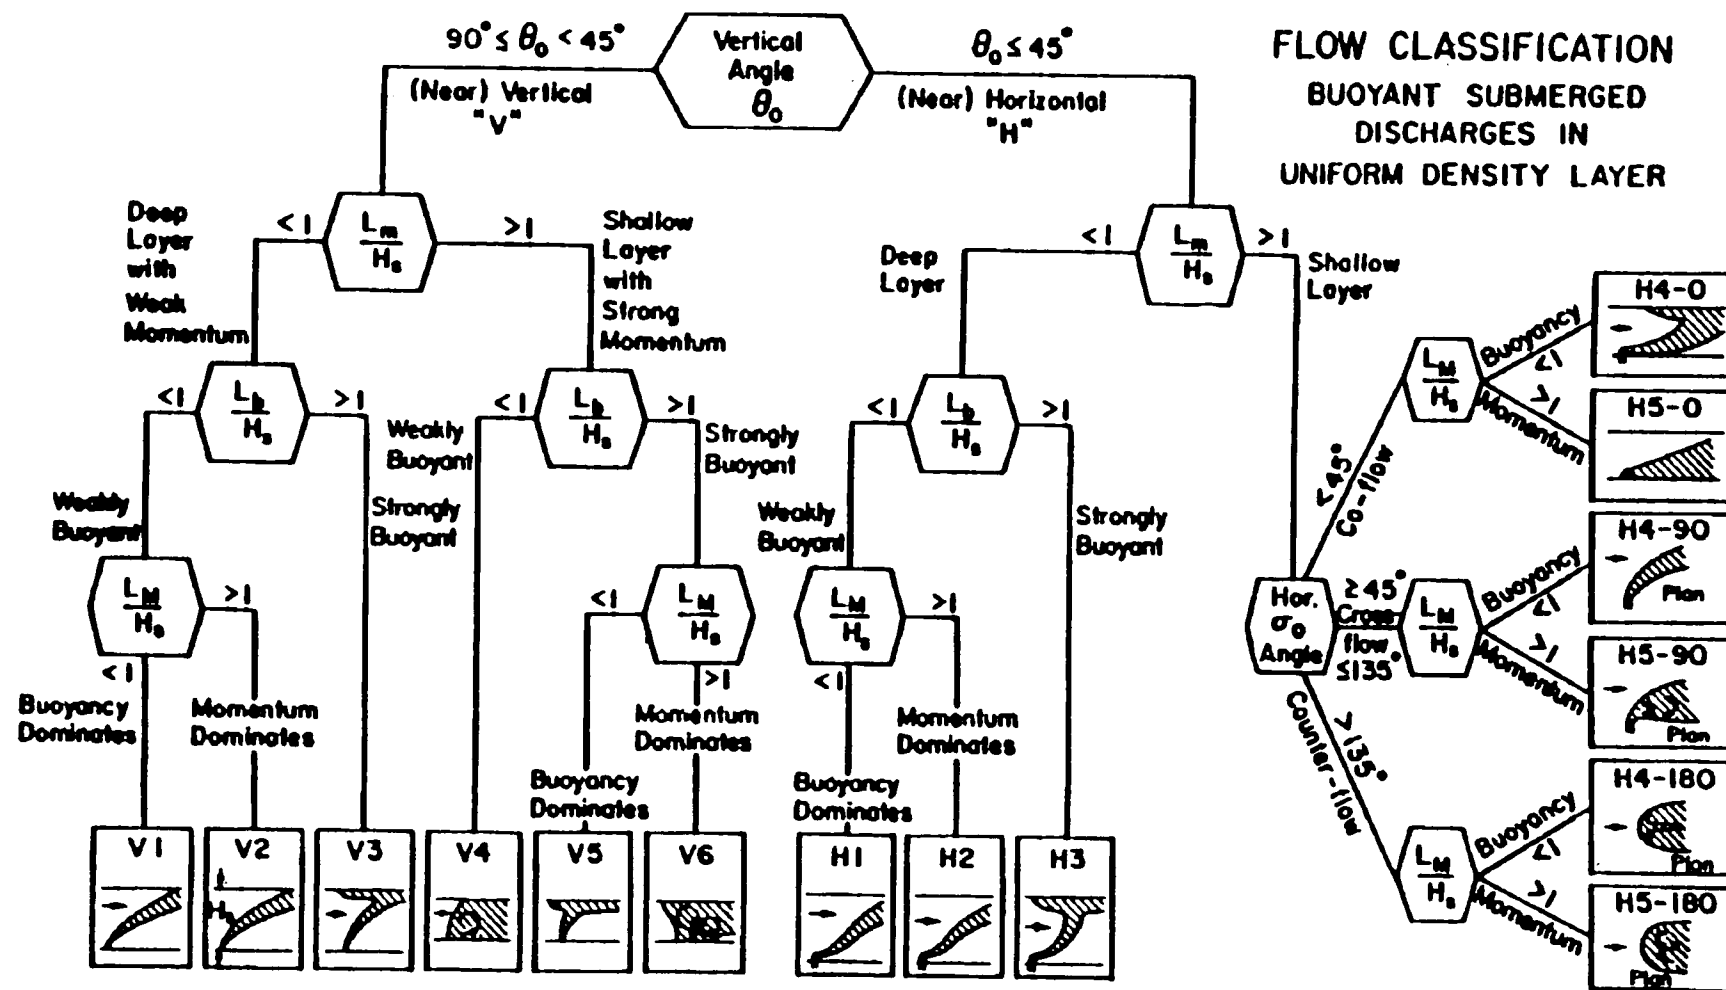 FLOW CLASSIFICATION
BUOYANT SUBMERGED
DISCHARGES IN
UNIFORM DENSITY LAYER
Vertical
Angle
θ₀
90° ≤ θ₀ < 45°
(Near) Vertical
"V"
θ₀ ≤ 45°
(Near) Horizontal
"H"
Deep
Layer
with
Weak
Momentum
<1
Lm
Hs
>1
Shallow
Layer
with
Strong
Momentum
Deep
Layer
<1
Lm
Hs
>1
Shallow
Layer
<1
Lb
Hs
>1
Weakly
Buoyant
Strongly
Buoyant
<1
Lb
Hs
>1
Weakly
Buoyant
Strongly
Buoyant
<1
Lb
Hs
>1
Weakly
Buoyant
Strongly
Buoyant
LM
Hs
<1
>1
Buoyancy
Dominates
Momentum
Dominates
<1
LM
Hs
>1
Buoyancy
Dominates
Momentum
Dominates
LM
Hs
<1
>1
Buoyancy
Dominates
Momentum
Dominates
Hor.
σ₀
Angle
<45°
Co-flow
≥45°
Cross
flow
≤135°
>135°
Counter-flow
LM
Hs
Buoyancy
<1
>1
Momentum
LM
Hs
Buoyancy
<1
>1
Momentum
LM
Hs
Buoyancy
<1
>1
Momentum
H4-0
H5-0
H4-90
Plan
H5-90
Plan
H4-180
Plan
H5-180
Plan
V1
V2
Hs
V3
V4
V5
V6
H1
H2
H3